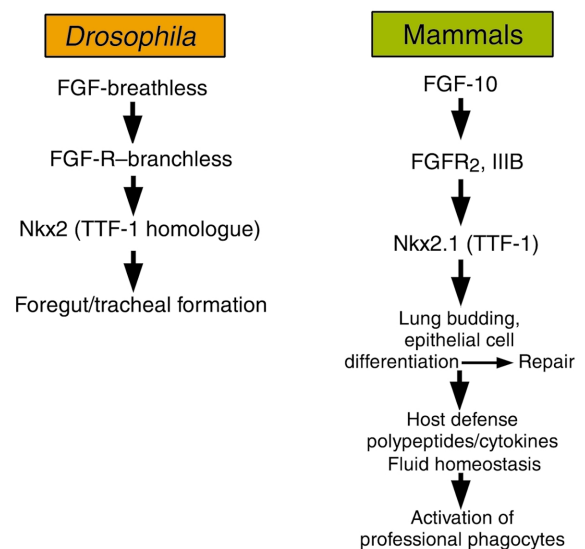 Drosophila
FGF-breathless
FGF-R–branchless
Nkx2 (TTF-1 homologue)
Foregut/tracheal formation
Mammals
FGF-10
FGFR2, IIIB
Nkx2.1 (TTF-1)
Lung budding,
epithelial cell
differentiation
Repair
Host defense
polypeptides/cytokines
Fluid homeostasis
Activation of
professional phagocytes